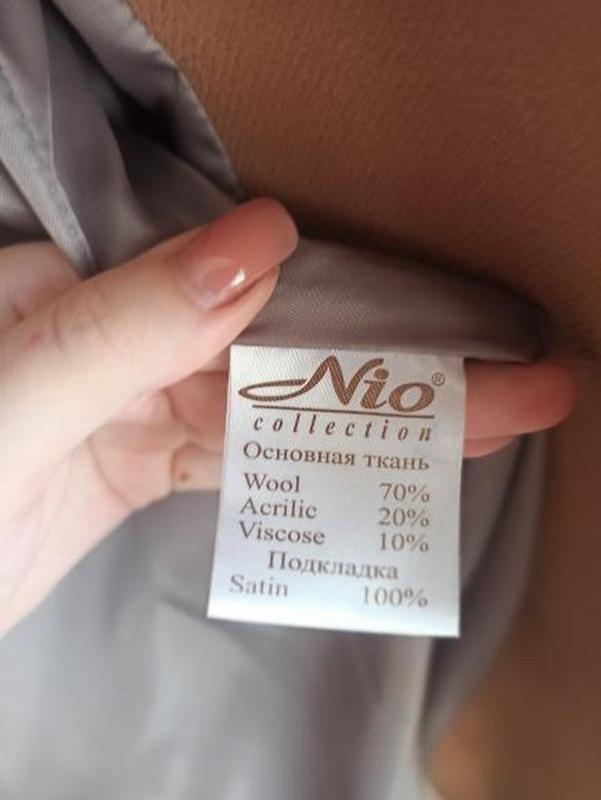 Nio®
collection
Основная ткань
Wool 70%
Acrilic 20%
Viscose 10%
Подкладка
Satin 100%